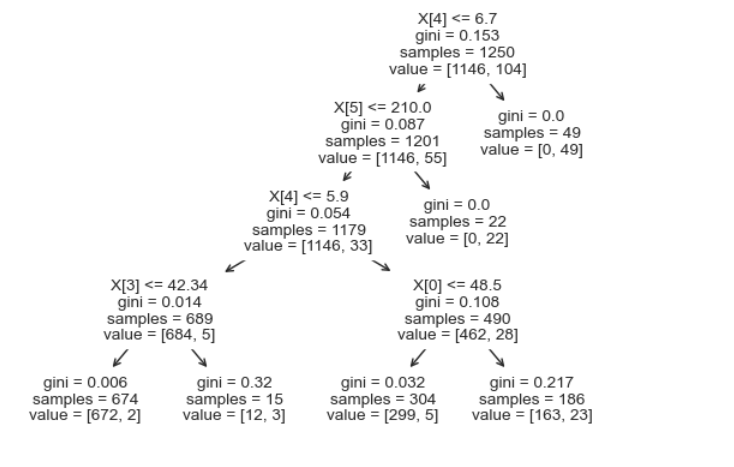 X[4] <= 6.7
gini = 0.153
samples = 1250
value = [1146, 104]
X[5] <= 210.0
gini = 0.087
samples = 1201
value = [1146, 55]
gini = 0.0
samples = 49
value = [0, 49]
X[4] <= 5.9
gini = 0.054
samples = 1179
value = [1146, 33]
gini = 0.0
samples = 22
value = [0, 22]
X[3] <= 42.34
gini = 0.014
samples = 689
value = [684, 5]
X[0] <= 48.5
gini = 0.108
samples = 490
value = [462, 28]
gini = 0.006
samples = 674
value = [672, 2]
gini = 0.32
samples = 15
value = [12, 3]
gini = 0.032
samples = 304
value = [299, 5]
gini = 0.217
samples = 186
value = [163, 23]